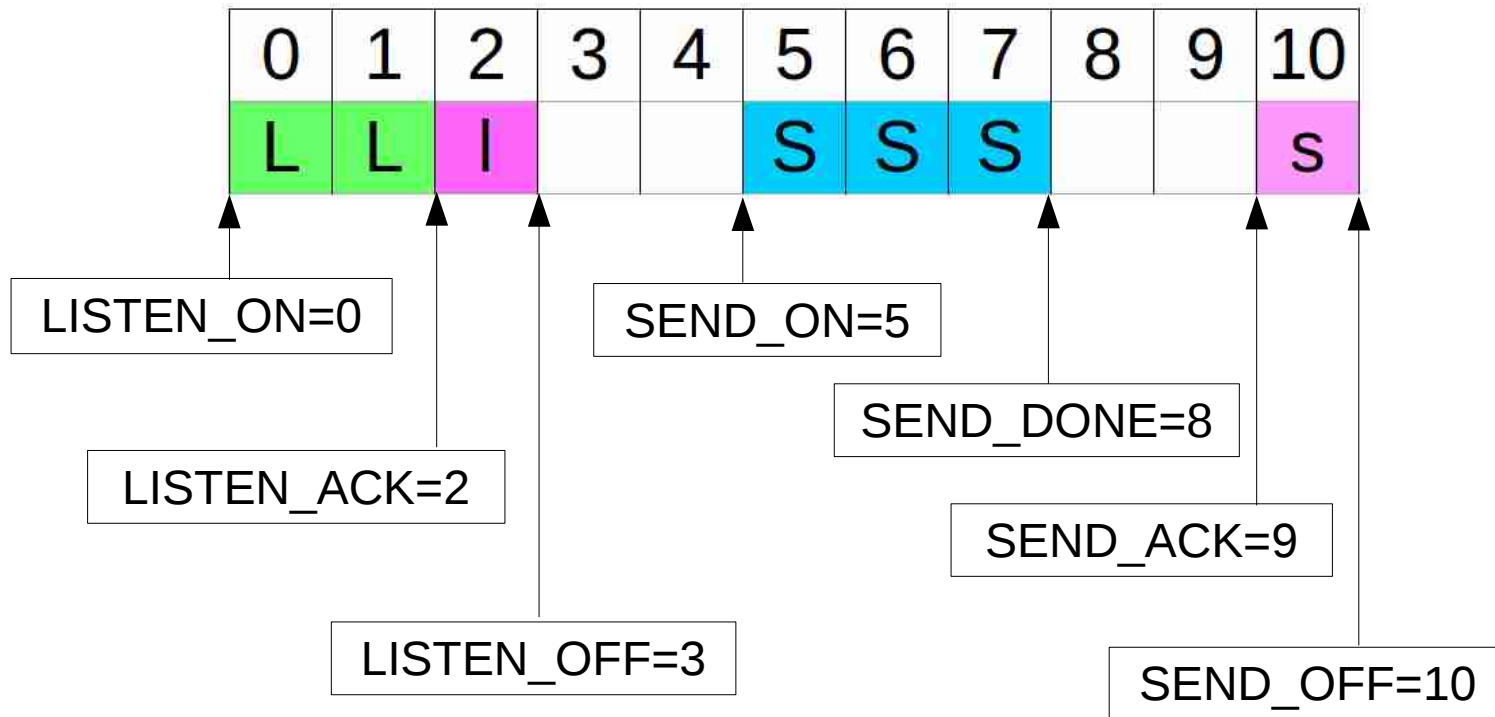 0 1 2 3 4 5 6 7 8 9 10
L L l S S S s
LISTEN_ON=0
SEND_ON=5
SEND_DONE=8
LISTEN_ACK=2
SEND_ACK=9
LISTEN_OFF=3
SEND_OFF=10